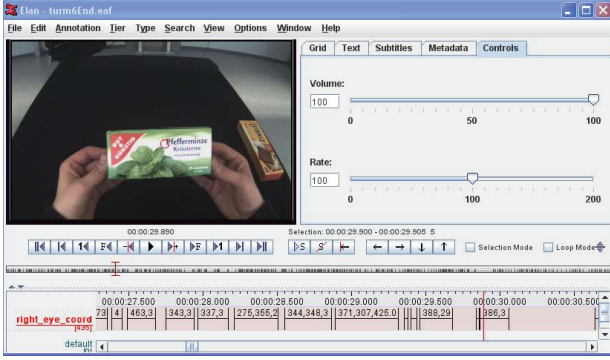 Elan - turm6End.eaf
File Edit Annotation Tier Type Search View Options Window Help
Grid Text Subtitles Metadata Controls
Volume:
100
0 50 100
Rate:
100
0 100 200
GUT & GÜNSTIG
Pfefferminze
Kräutertee
00:00:29.890
Selection: 00:00:29.900 - 00:00:29.905 5
1 F - + F 1
S S
Selection Mode Loop Mode
00:00:27.500 00:00:28.000 00:00:28.500 00:00:29.000 00:00:29.500 00:00:30.000 00:00:30.500
right_eye_coord
[435]
73 4 463,3 343,3 337,3 275,355,2 344,348,3 371,307,425.0 388,29 386,3
default